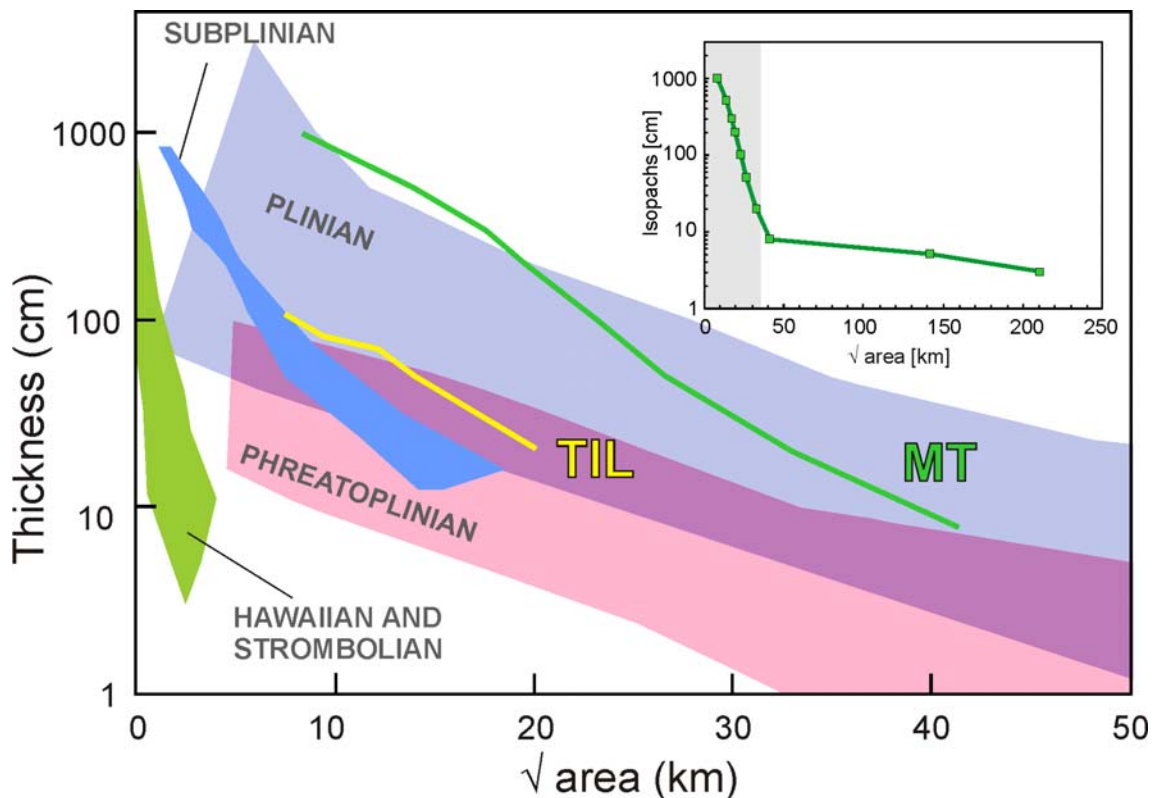 SUBPLINIAN
PLINIAN
PHREATOPLINIAN
HAWAIIAN AND
STROMBOLIAN
TIL
MT
Thickness (cm)
1000
100
10
1
0
10
20
30
40
50
√ area (km)
Isopachs [cm]
1000
100
10
1
0
50
100
150
200
250
√ area [km]